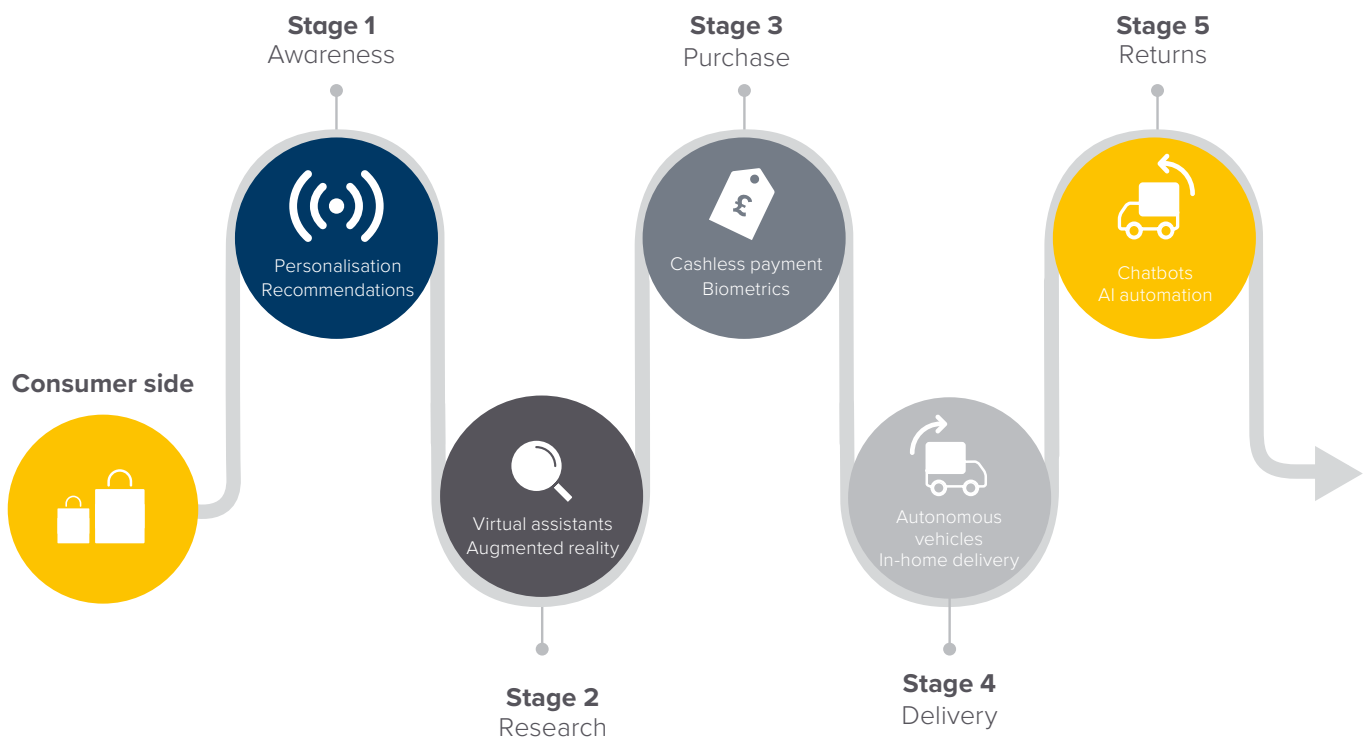 Stage 1
Awareness
Stage 3
Purchase
Stage 5
Returns
Personalisation
Recommendations
£
Cashless payment
Biometrics
Chatbots
AI automation
Consumer side
Virtual assistants
Augmented reality
Autonomous
vehicles
In-home delivery
Stage 2
Research
Stage 4
Delivery